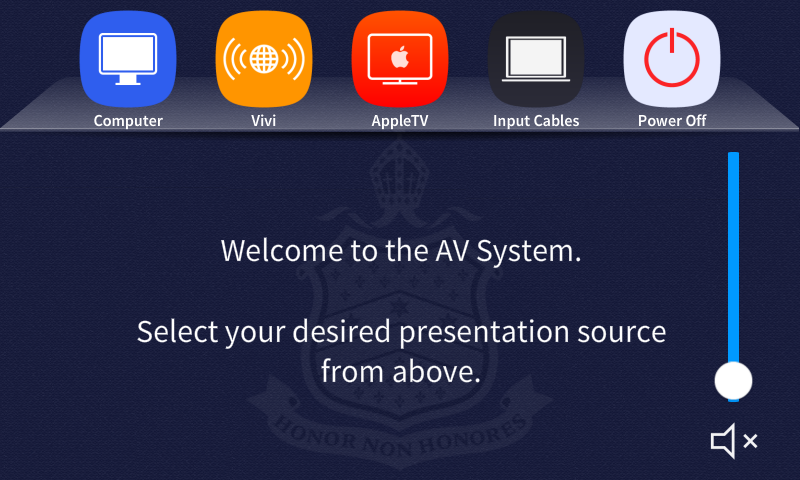 Computer
Vivi
AppleTV
Input Cables
Power Off
Welcome to the AV System.
Select your desired presentation source
from above.
HONOR NON HONORES